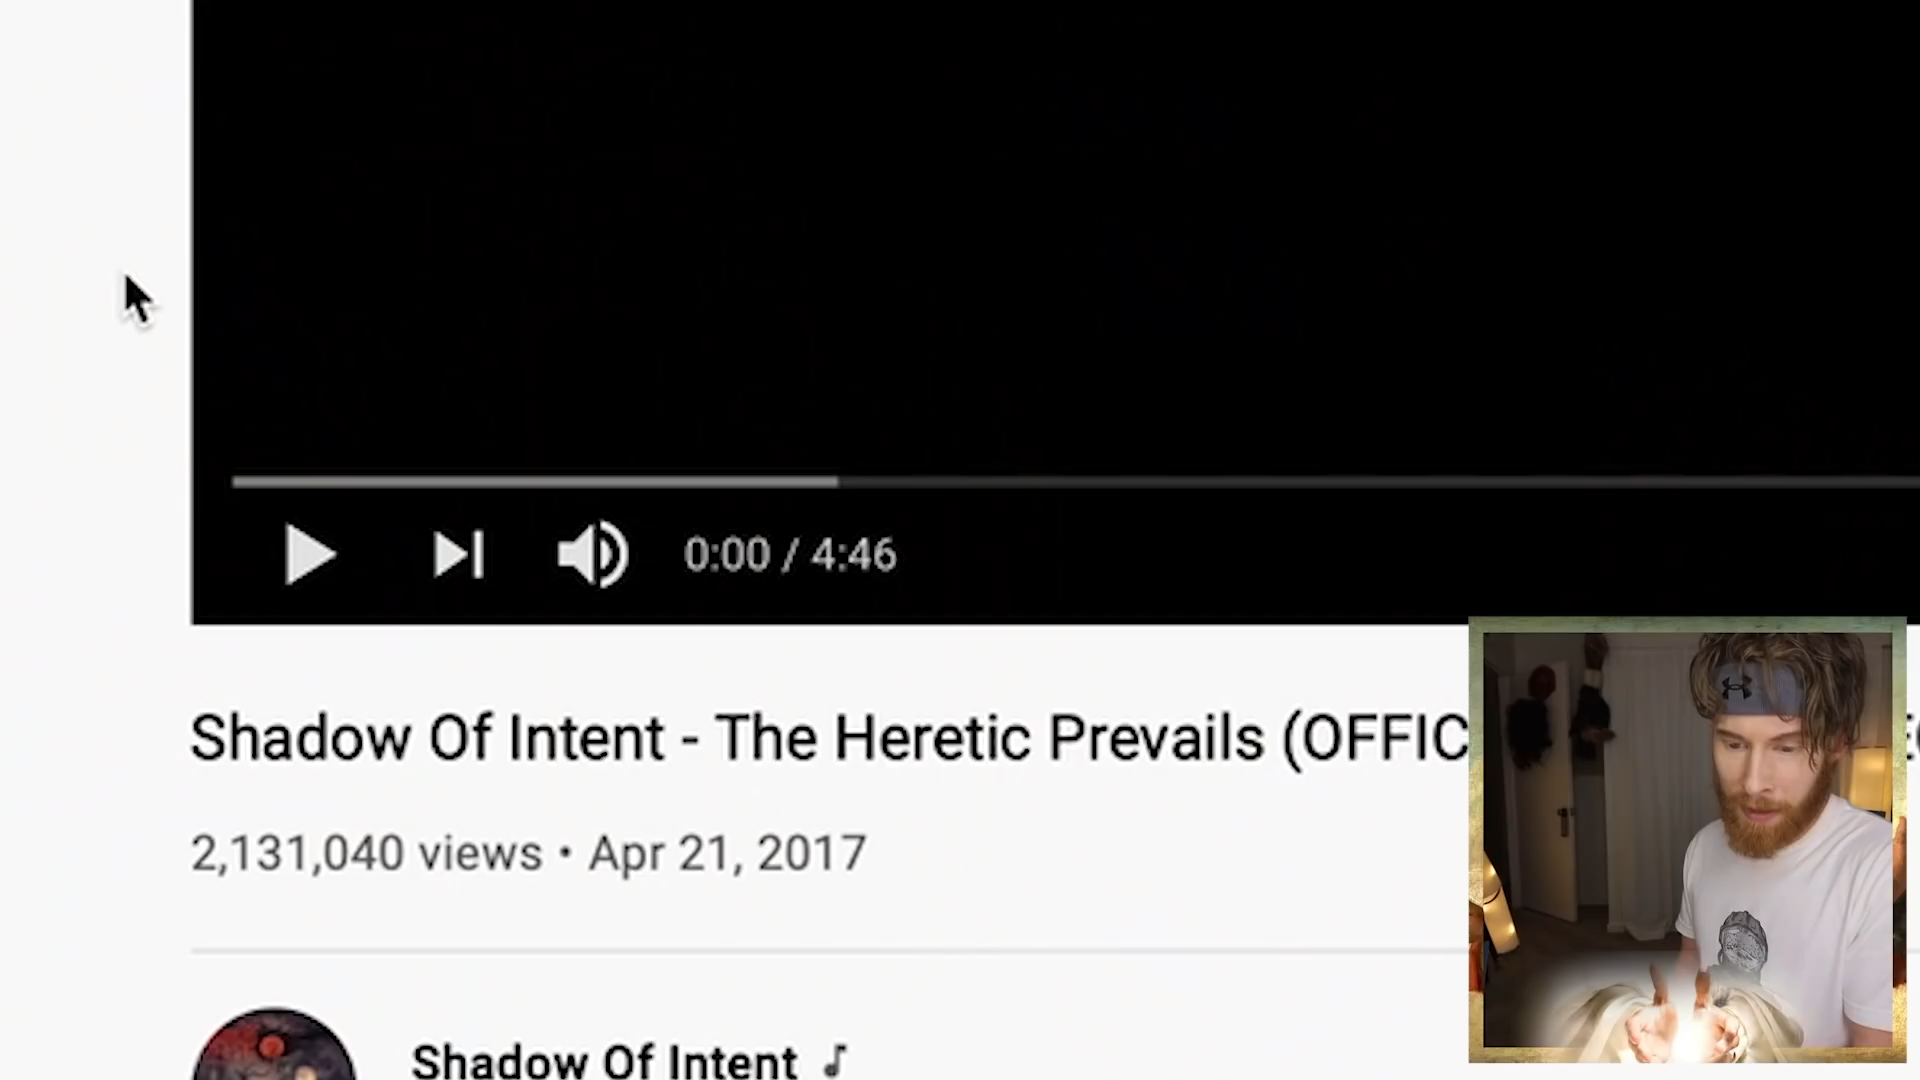 0:00 / 4:46
Shadow Of Intent - The Heretic Prevails (OFFIC
2,131,040 views • Apr 21, 2017
Shadow Of Intent